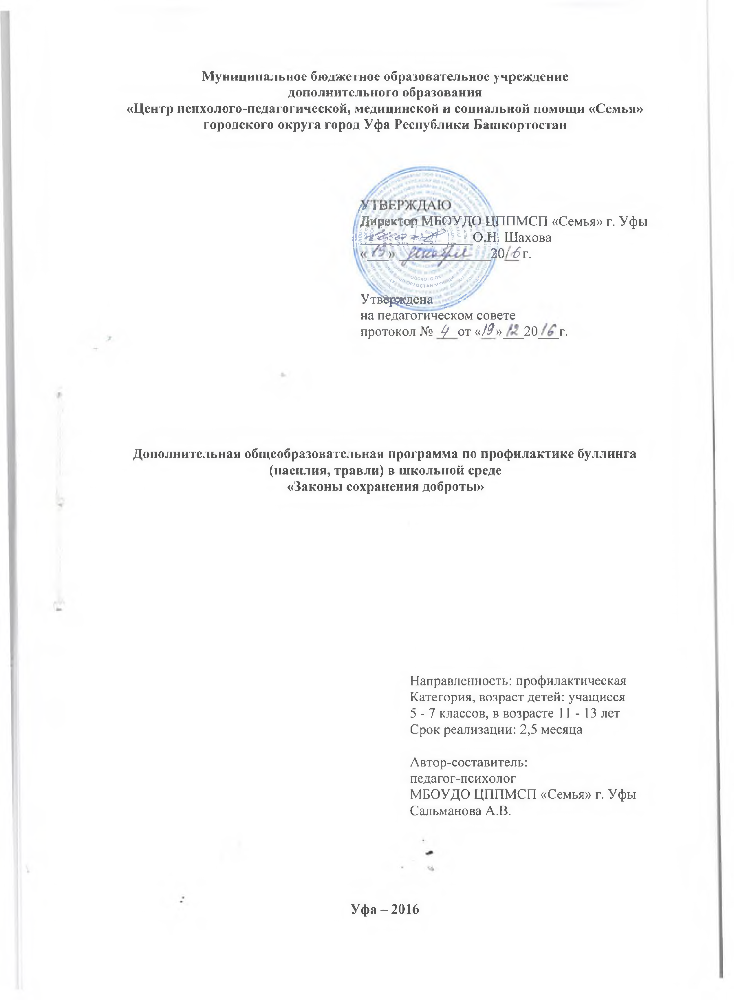 Муниципальное бюджетное образовательное учреждение
дополнительного образования
«Центр исихолого-педагогической, медицинской и социальной помощи «Семья»
городского округа город Уфа Республики Башкортостан
УТВЕРЖДАЮ
Директор МБОУДО ЦППМСП «Семья» г. Уфы
О.Н. Шахова
«19» декабря 2016 г.
Утверждена
на педагогическом совете
протокол № 4 от «19» 12 2016 г.
Дополнительная общеобразовательная программа по профилактике буллинга
(насилия, травли) в школьной среде
«Законы сохранения доброты»
Направленность: профилактическая
Категория, возраст детей: учащиеся
5 - 7 классов, в возрасте 11 - 13 лет
Срок реализации: 2,5 месяца
Автор-составитель:
педагог-психолог
МБОУДО ЦППМСП «Семья» г. Уфы
Сальманова А.В.
Уфа – 2016